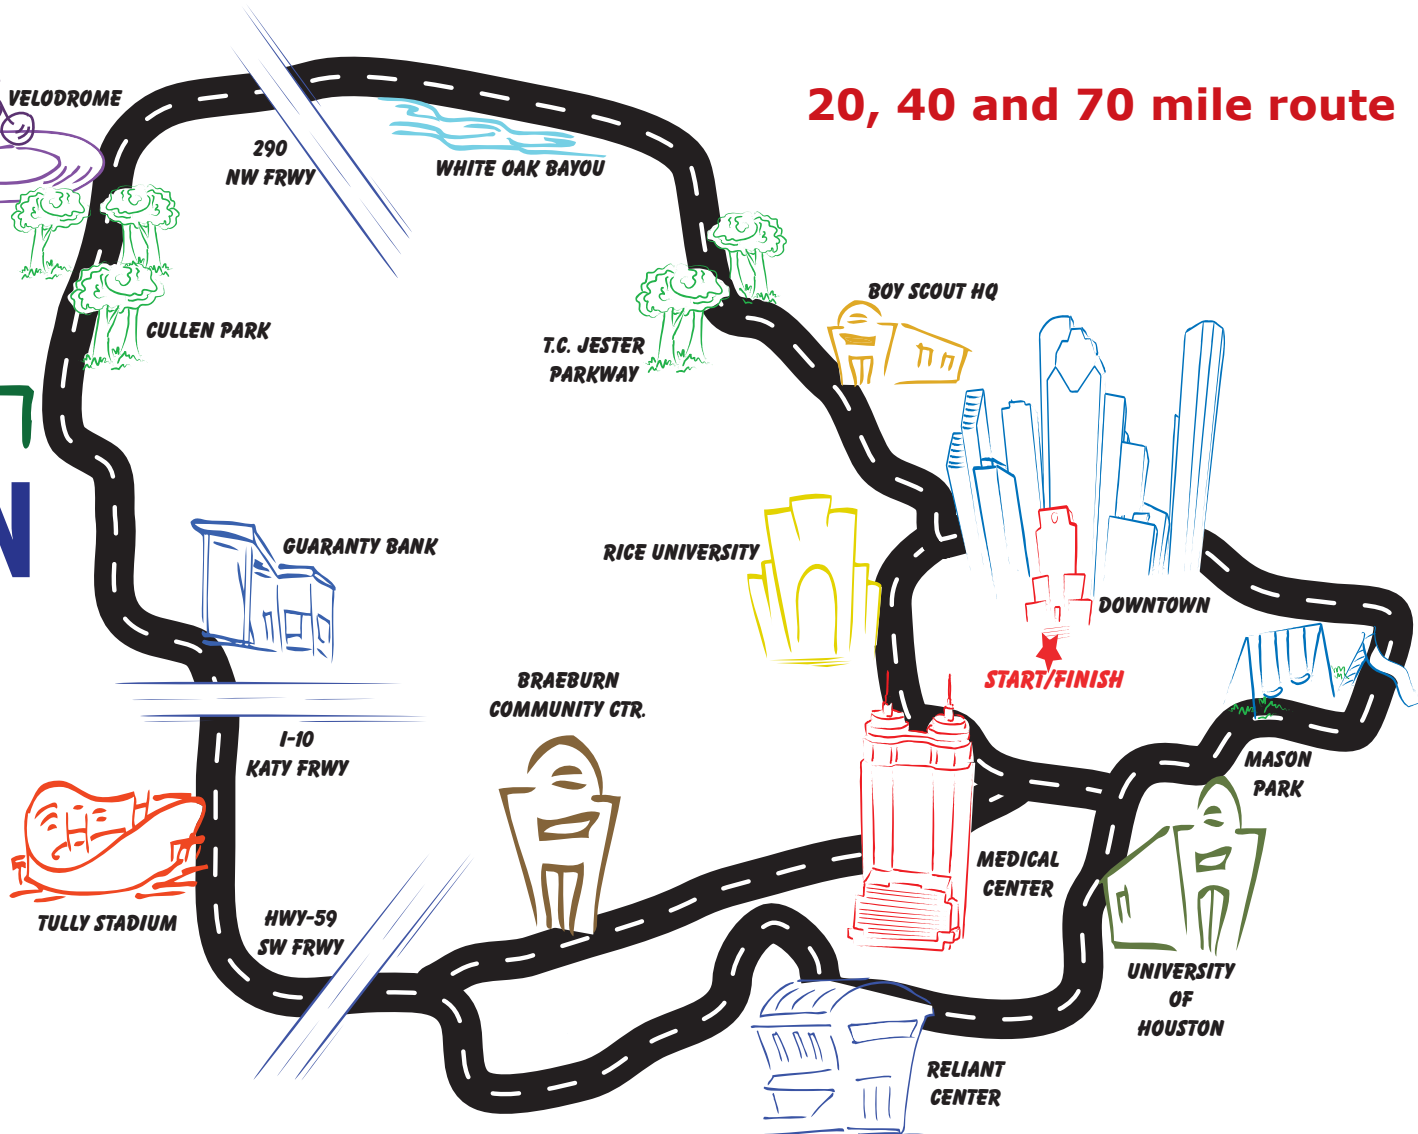 VELODROME
20, 40 and 70 mile route
290
NW FRWY
WHITE OAK BAYOU
BOY SCOUT HQ
CULLEN PARK
T.C. JESTER
PARKWAY
N
GUARANTY BANK
RICE UNIVERSITY
DOWNTOWN
START/FINISH
BRAEBURN
COMMUNITY CTR.
I-10
KATY FRWY
MASON
PARK
MEDICAL
CENTER
TULLY STADIUM
HWY-59
SW FRWY
UNIVERSITY
OF
HOUSTON
RELIANT
CENTER